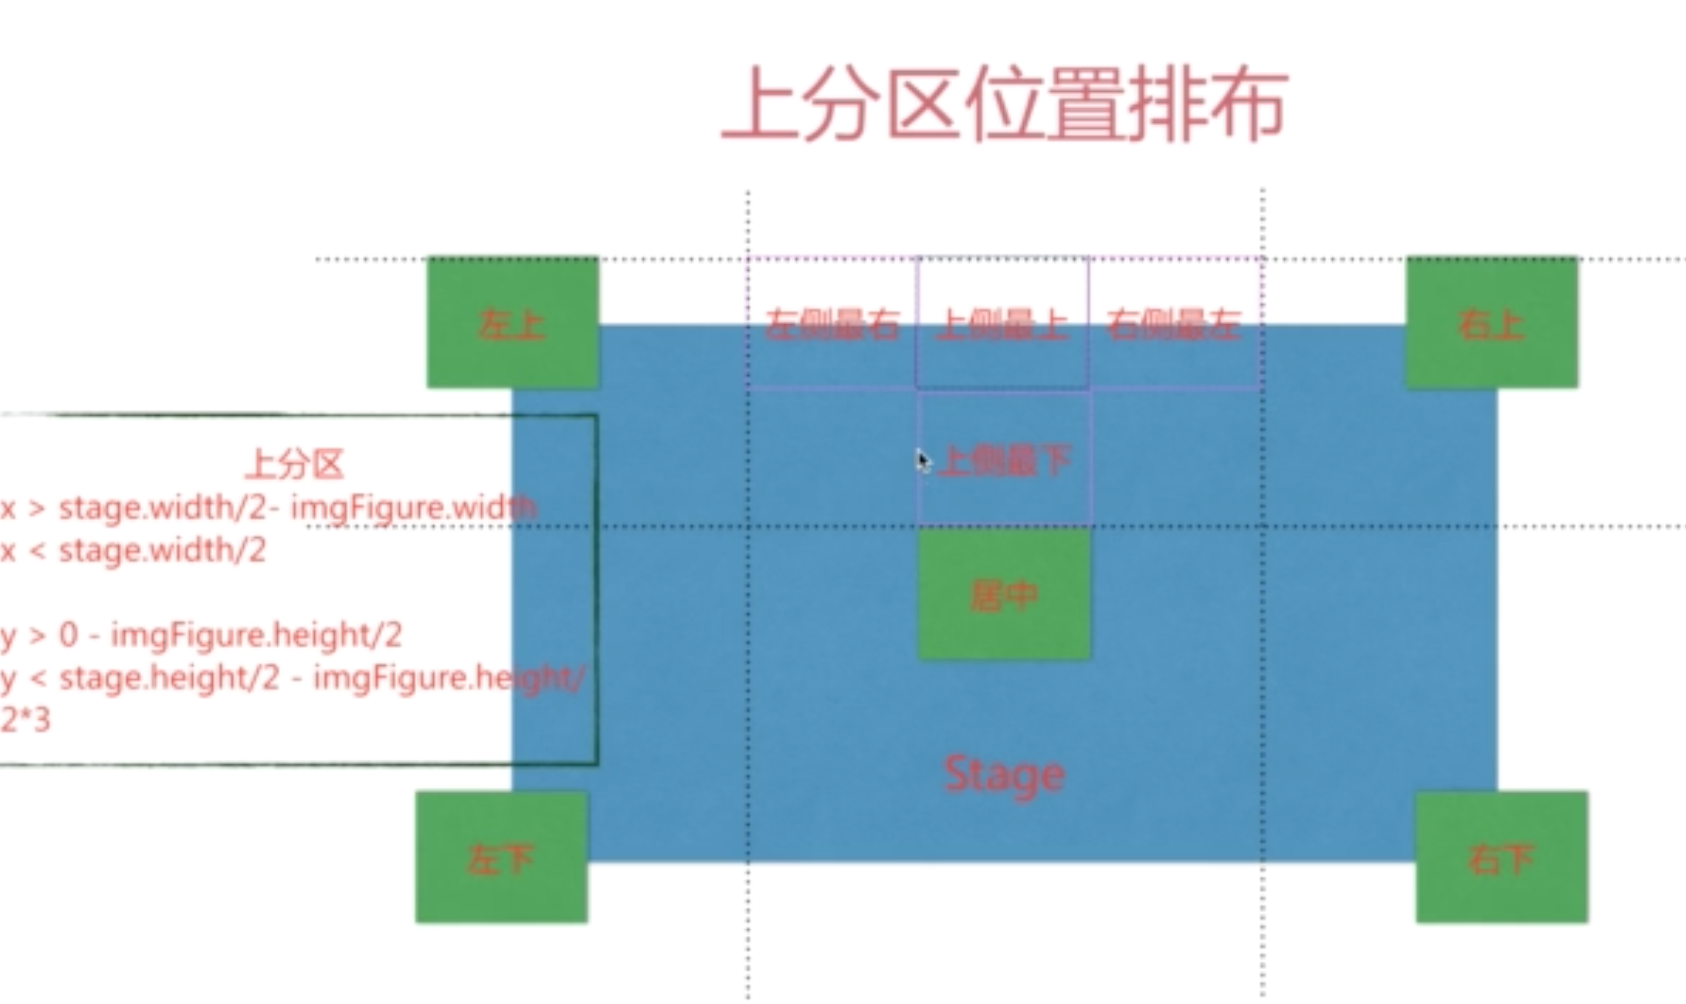 上分区位置排布
左上
左侧最右
上侧最上
右侧最左
右上
上侧最下
上分区
x > stage.width/2- imgFigure.width
x < stage.width/2
y > 0 - imgFigure.height/2
y < stage.height/2 - imgFigure.height/
2*3
居中
Stage
左下
右下